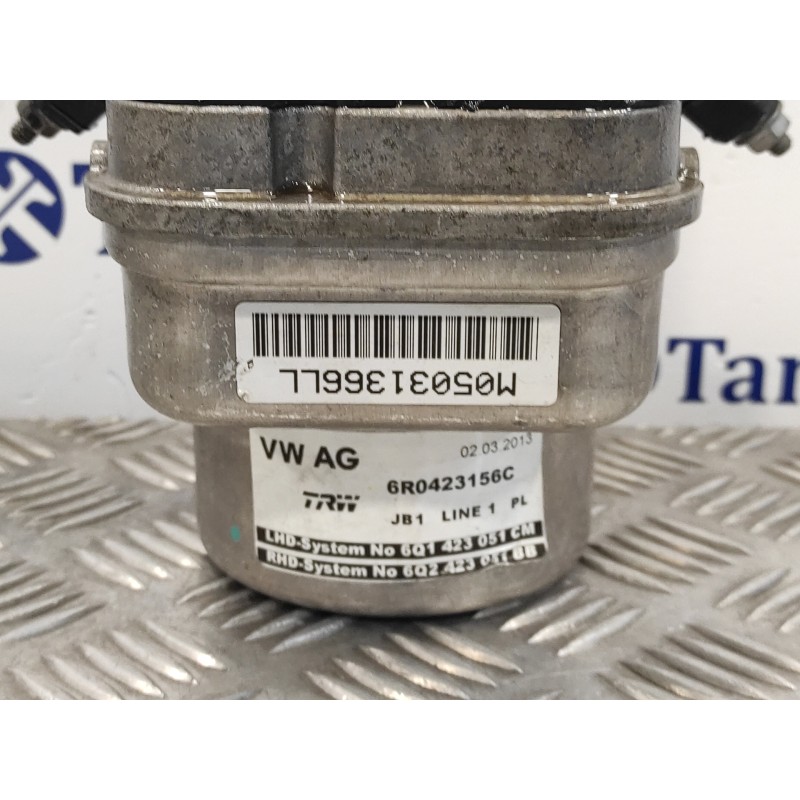 M05031366LL
VW AG
02.03.2013
6R0423156C
TRW
JB1 LINE 1 PL
LHD-System No 6Q1 423 051 CM
RHD-System No 6Q2 423 051 BB
Tar